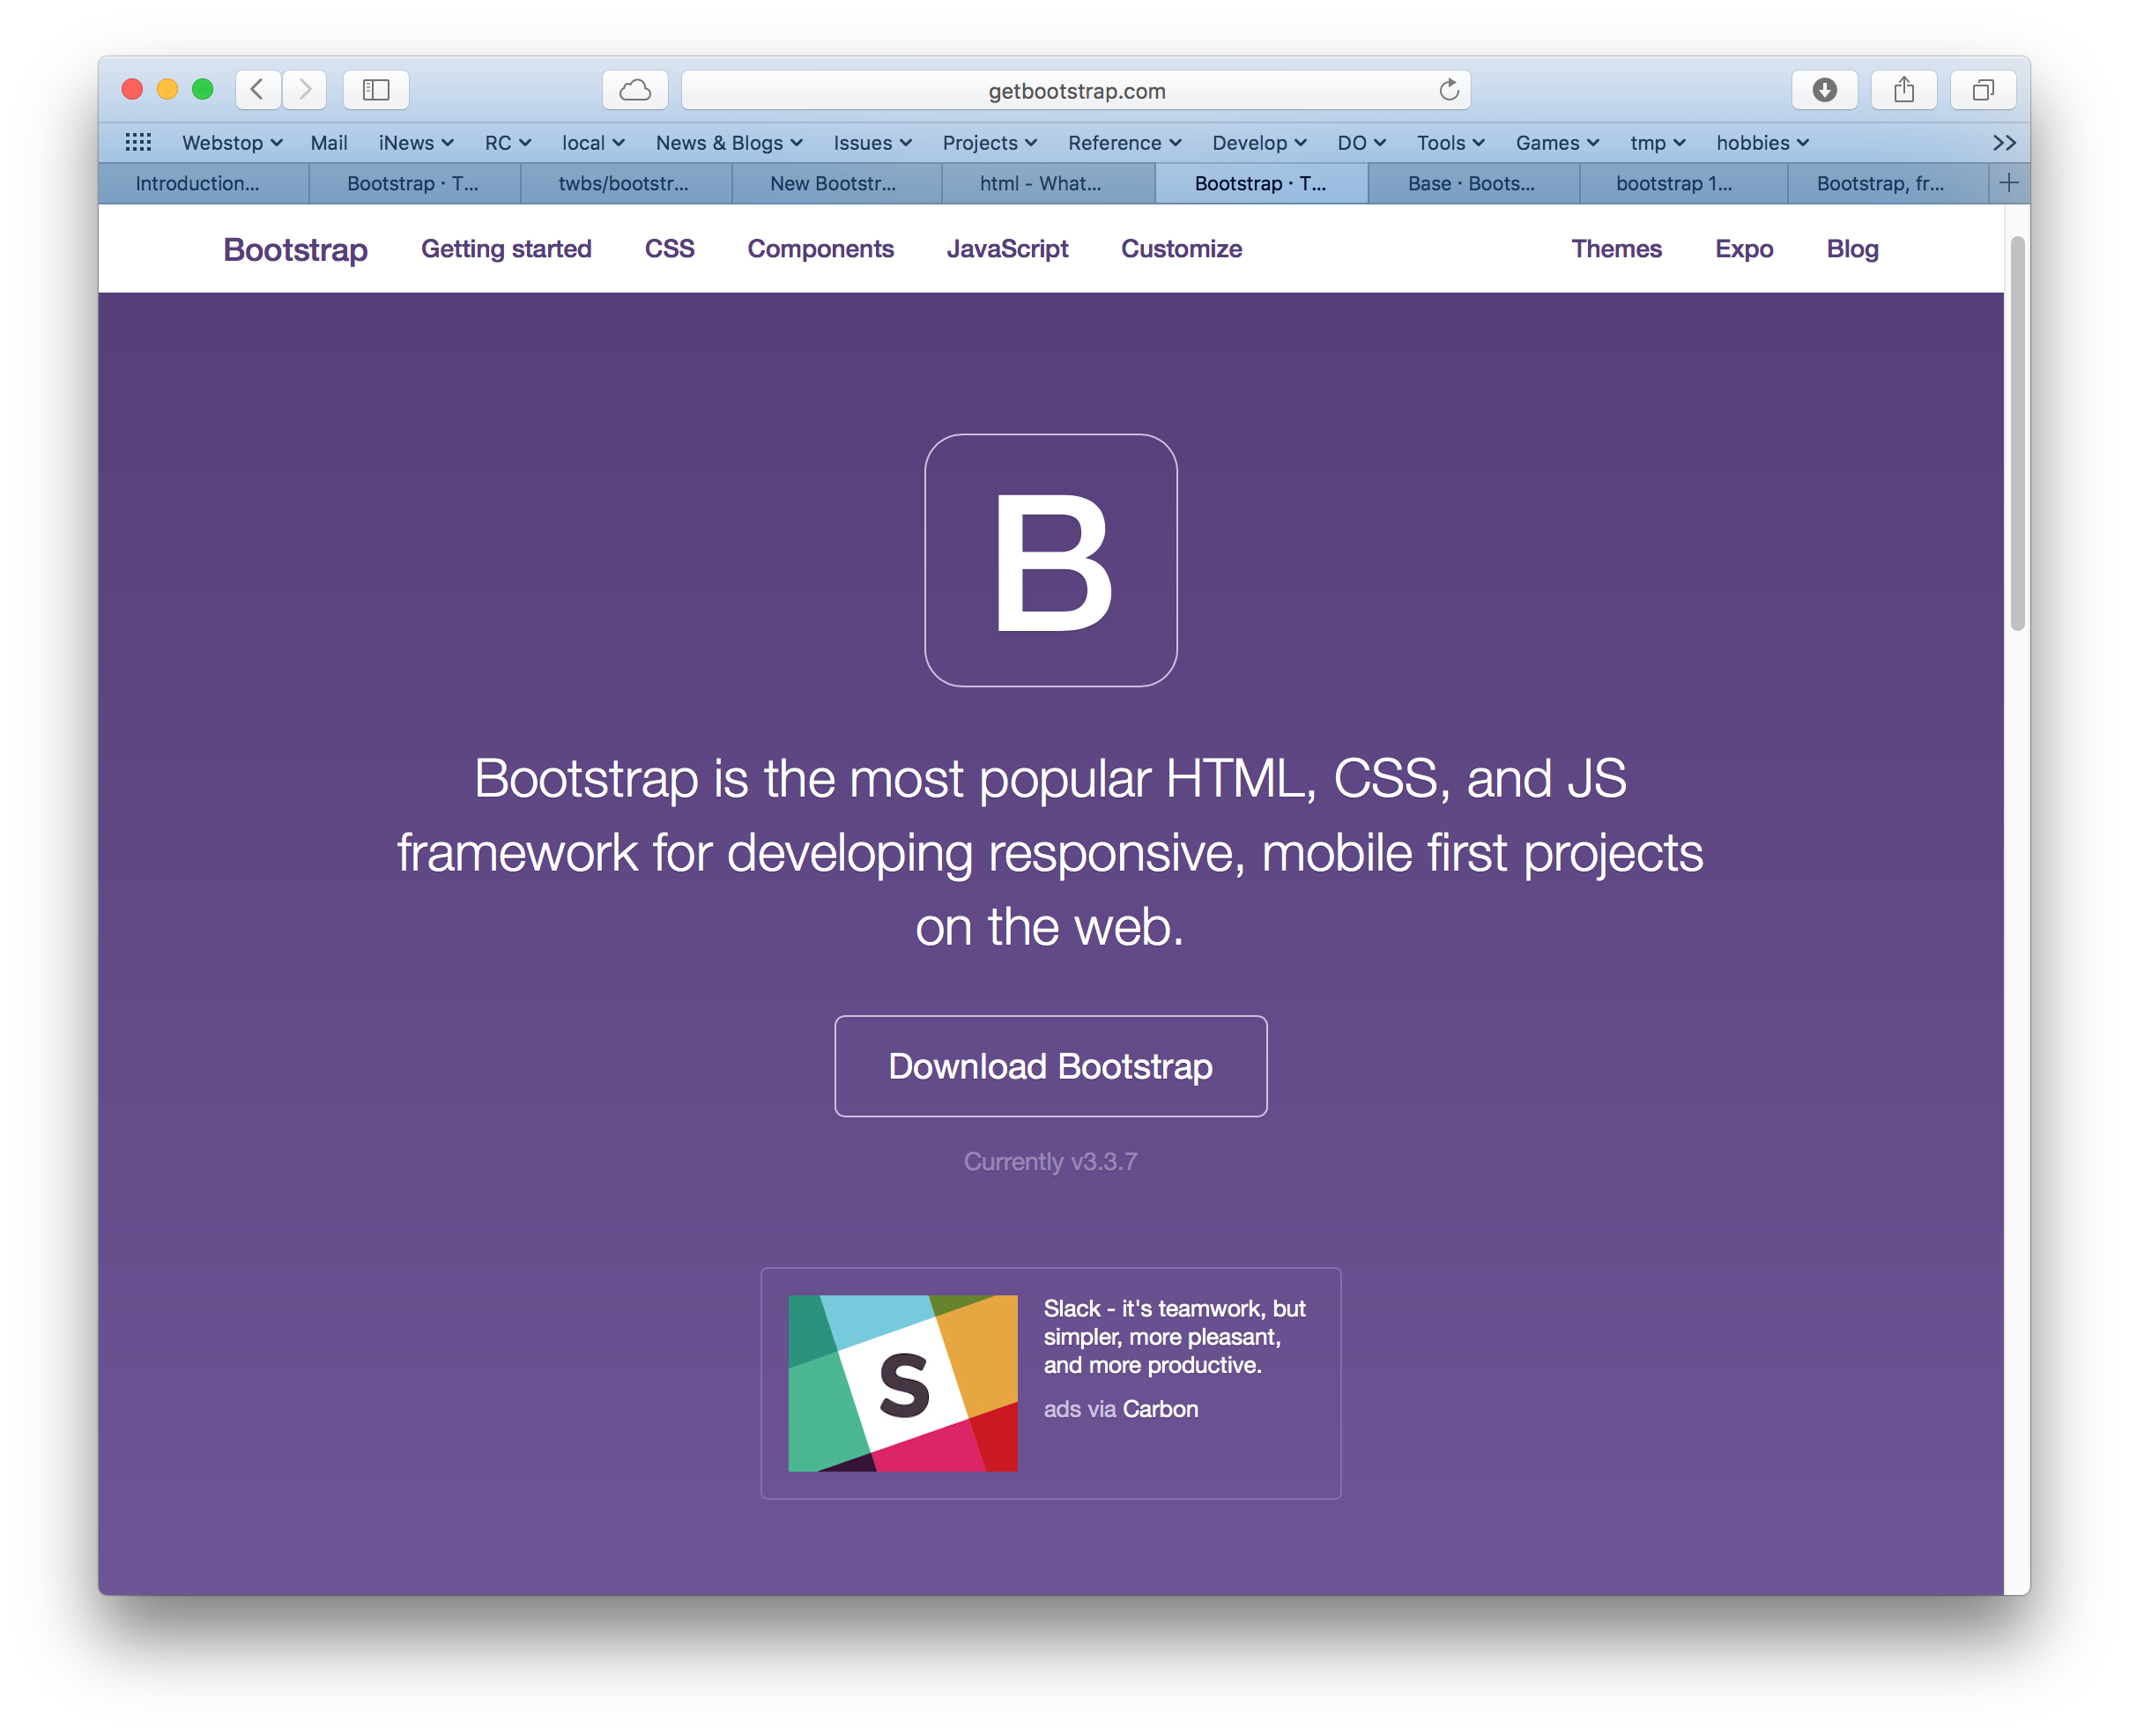 getbootstrap.com
Webstop Mail iNews RC local News & Blogs Issues Projects Reference Develop DO Tools Games tmp hobbies
Introduction... Bootstrap · T... twbs/bootstr... New Bootstr... html - What... Bootstrap · T... Base · Boots... bootstrap 1... Bootstrap, fr...
Bootstrap Getting started CSS Components JavaScript Customize Themes Expo Blog
B
Bootstrap is the most popular HTML, CSS, and JS
framework for developing responsive, mobile first projects
on the web.
Download Bootstrap
Currently v3.3.7
S
Slack - it's teamwork, but
simpler, more pleasant,
and more productive.
ads via Carbon